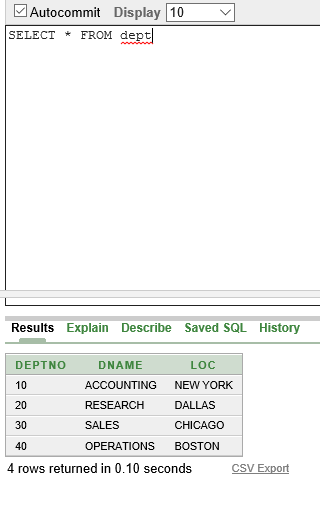 Autocommit Display 10
SELECT * FROM dept
Results Explain Describe Saved SQL History
DEPTNO DNAME LOC
10 ACCOUNTING NEW YORK
20 RESEARCH DALLAS
30 SALES CHICAGO
40 OPERATIONS BOSTON
4 rows returned in 0.10 seconds CSV Export